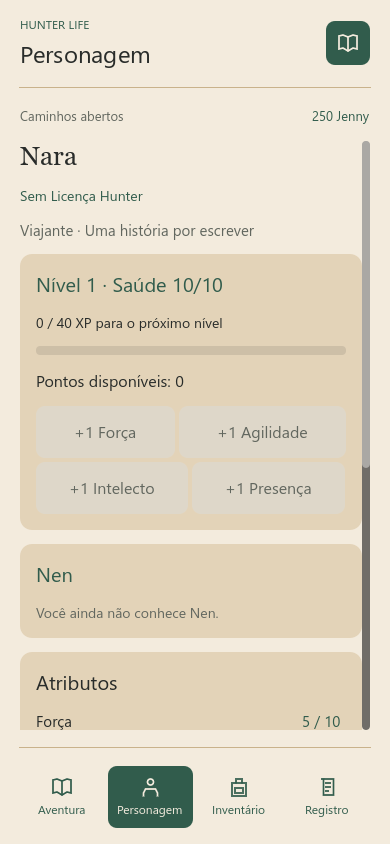 HUNTER LIFE
Personagem
Caminhos abertos
250 Jenny
Nara
Sem Licença Hunter
Viajante · Uma história por escrever
Nível 1 · Saúde 10/10
0 / 40 XP para o próximo nível
Pontos disponíveis: 0
+1 Força
+1 Agilidade
+1 Intelecto
+1 Presença
Nen
Você ainda não conhece Nen.
Atributos
Força
5 / 10
Aventura
Personagem
Inventário
Registro